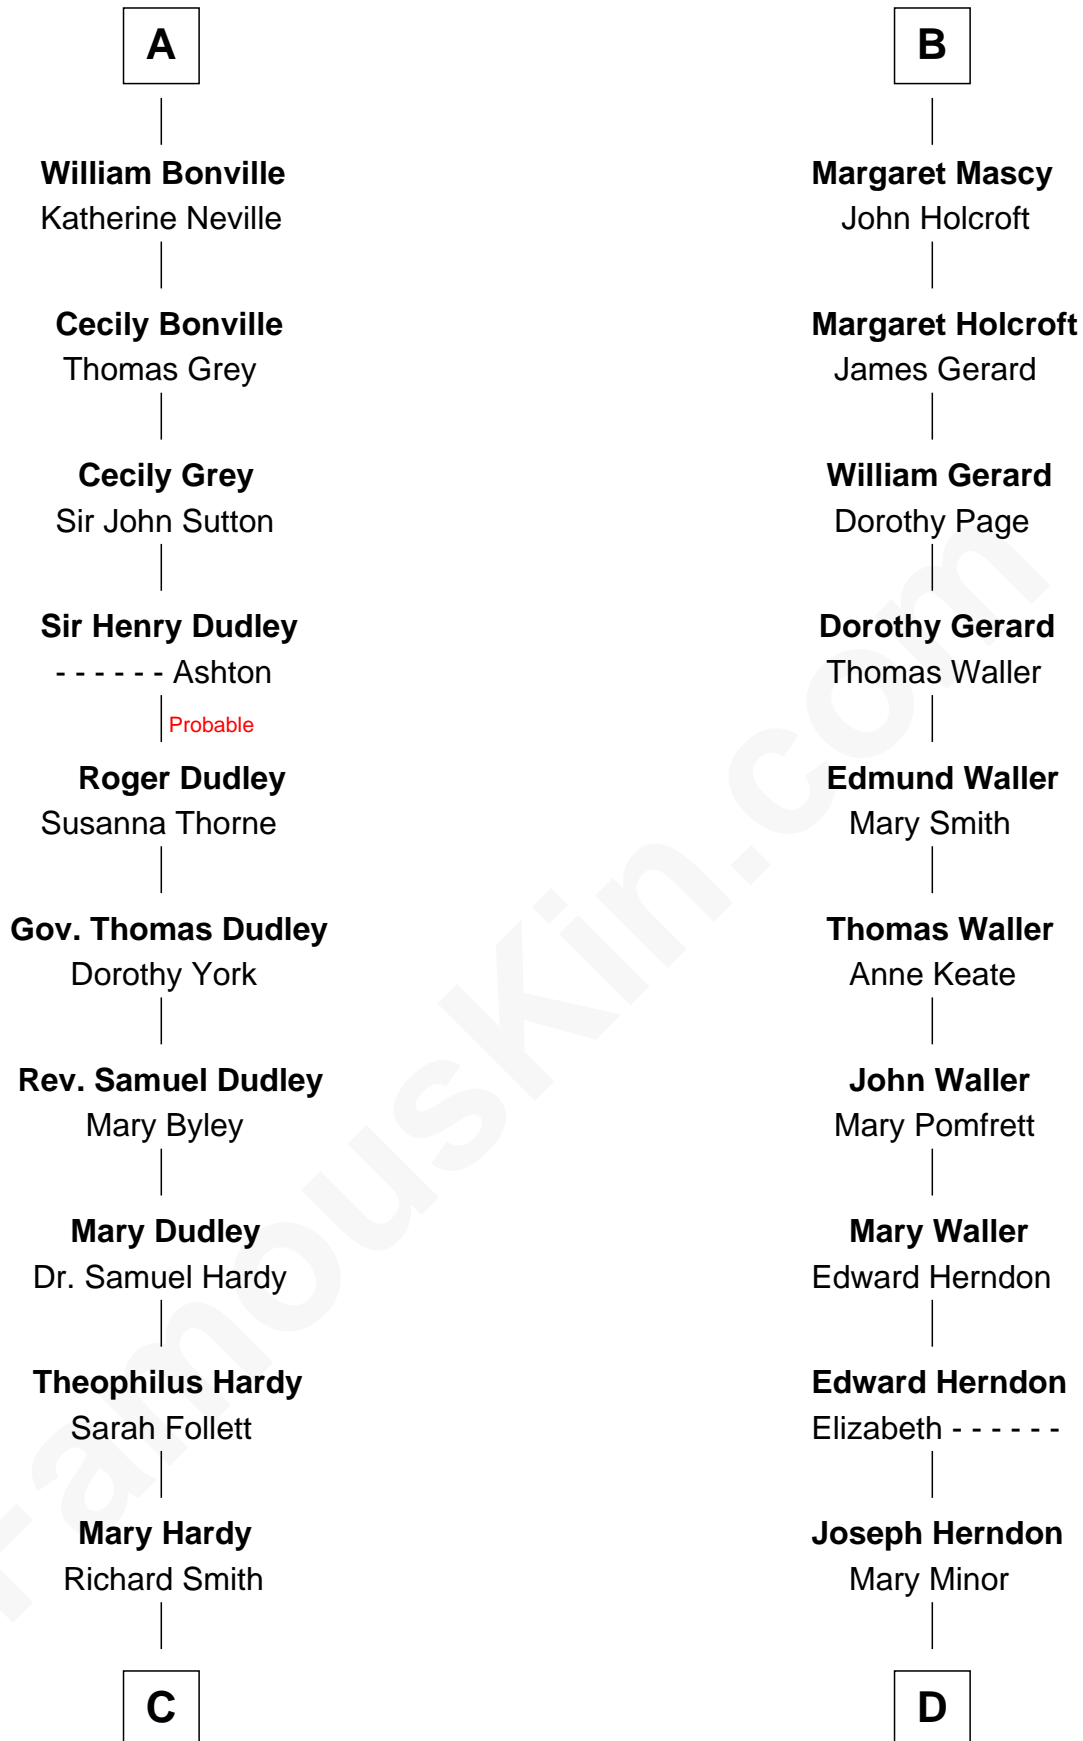 A
William Bonville
Katherine Neville
Cecily Bonville
Thomas Grey
Cecily Grey
Sir John Sutton
Sir Henry Dudley
- - - - - - Ashton
Probable
Roger Dudley
Susanna Thorne
Gov. Thomas Dudley
Dorothy York
Rev. Samuel Dudley
Mary Byley
Mary Dudley
Dr. Samuel Hardy
Theophilus Hardy
Sarah Follett
Mary Hardy
Richard Smith
C
B
Margaret Mascy
John Holcroft
Margaret Holcroft
James Gerard
William Gerard
Dorothy Page
Dorothy Gerard
Thomas Waller
Edmund Waller
Mary Smith
Thomas Waller
Anne Keate
John Waller
Mary Pomfrett
Mary Waller
Edward Herndon
Edward Herndon
Elizabeth - - - - - -
Joseph Herndon
Mary Minor
D
FamousKin.com